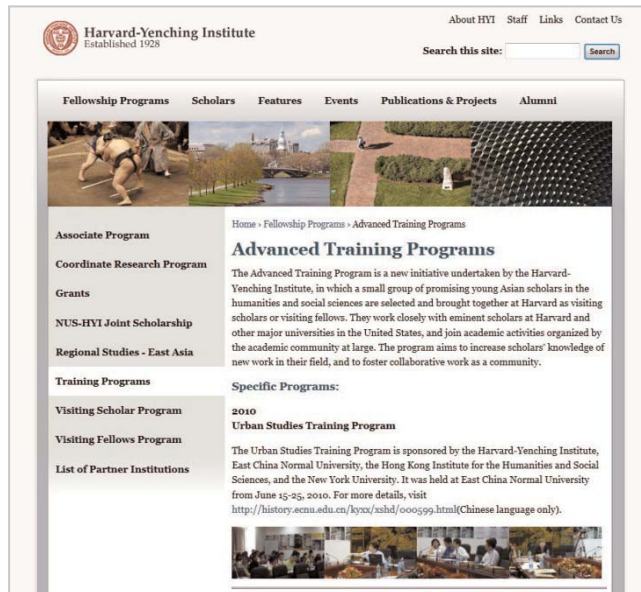 Harvard-Yenching Institute
Established 1928
About HYI Staff Links Contact Us
Search this site:
Search
Fellowship Programs Scholars Features Events Publications & Projects Alumni
Associate Program
Coordinate Research Program
Grants
NUS-HYI Joint Scholarship
Regional Studies - East Asia
Training Programs
Visiting Scholar Program
Visiting Fellows Program
List of Partner Institutions
Home › Fellowship Programs › Advanced Training Programs
Advanced Training Programs
The Advanced Training Program is a new initiative undertaken by the Harvard-
Yenching Institute, in which a small group of promising young Asian scholars in the
humanities and social sciences are selected and brought together at Harvard as visiting
scholars or visiting fellows. They work closely with eminent scholars at Harvard and
other major universities in the United States, and join academic activities organized by
the academic community at large. The program aims to increase scholars' knowledge of
new work in their field, and to foster collaborative work as a community.
Specific Programs:
2010
Urban Studies Training Program
The Urban Studies Training Program is sponsored by the Harvard-Yenching Institute,
East China Normal University, the Hong Kong Institute for the Humanities and Social
Sciences, and the New York University. It was held at East China Normal University
from June 15-25, 2010. For more details, visit
http://history.ecnu.edu.cn/kyxx/xshd/000599.html(Chinese language only).